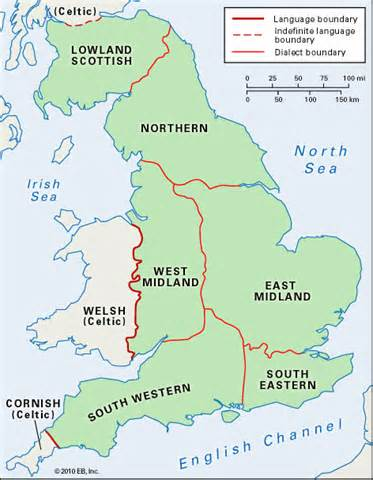 (Celtic)
LOWLAND
SCOTTISH
Language boundary
Indefinite language
boundary
Dialect boundary
0 25 50 75 100 mi
0 50 100 150 km
NORTHERN
North
Sea
Irish
Sea
WEST
MIDLAND
EAST
MIDLAND
WELSH
(Celtic)
SOUTH
EASTERN
SOUTH WESTERN
CORNISH
(Celtic)
English Channel
© 2010 EB, Inc.